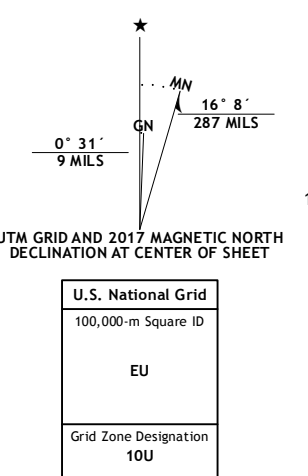 ★
MN
16° 8´
287 MILS
GN
0° 31´
9 MILS
UTM GRID AND 2017 MAGNETIC NORTH
DECLINATION AT CENTER OF SHEET
U.S. National Grid
100,000-m Square ID
EU
Grid Zone Designation
10U